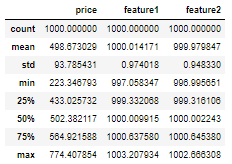 price feature1 feature2
count 1000.000000 1000.000000 1000.000000
mean 498.673029 1000.014171 999.979847
std 93.785431 0.974018 0.948330
min 223.346793 997.058347 996.995651
25% 433.025732 999.332068 999.316106
50% 502.382117 1000.009915 1000.002243
75% 564.921588 1000.637580 1000.645380
max 774.407854 1003.207934 1002.666308